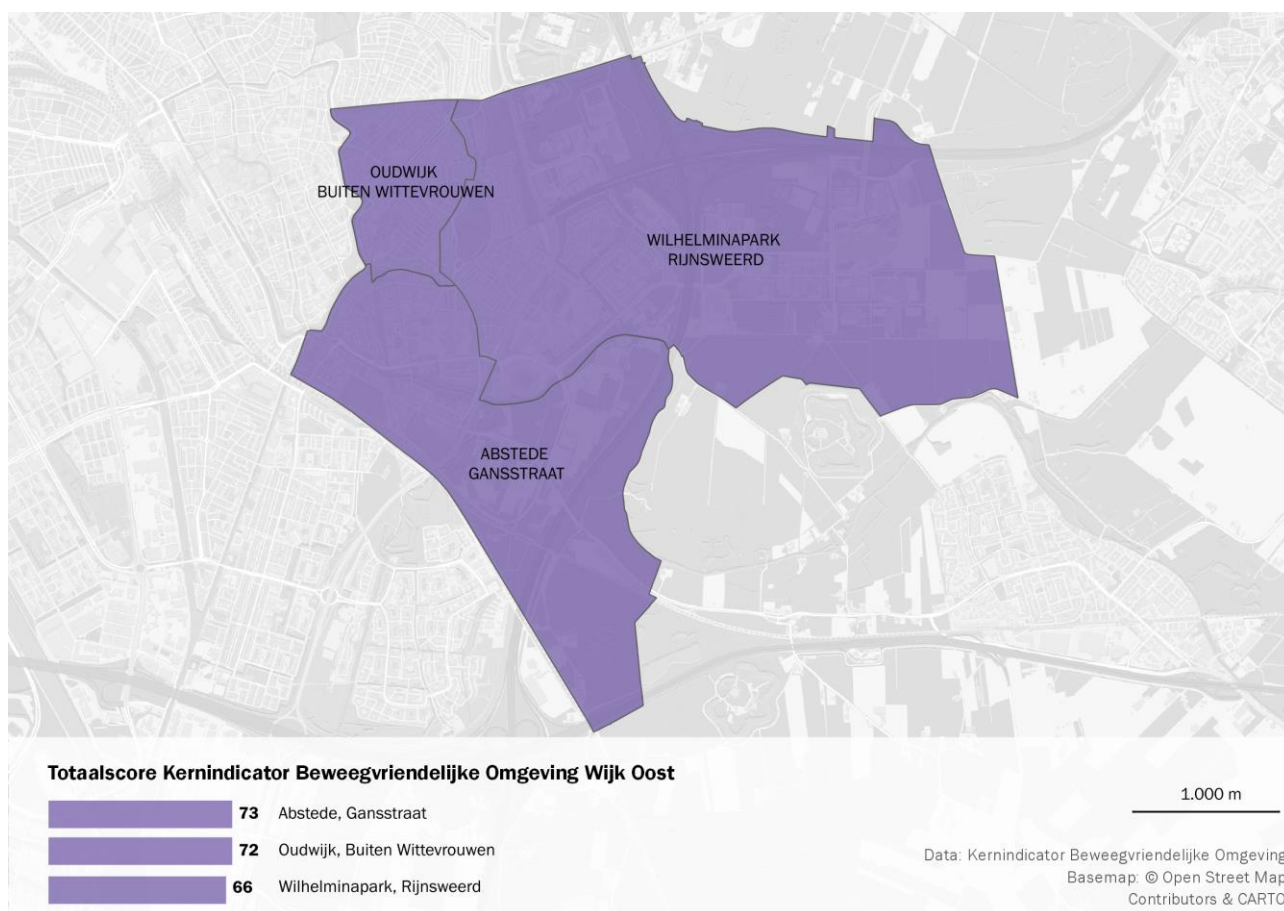 OUDWIJK
BUITEN WITTEVROUWEN
WILHELMINAPARK
RIJNSWEERD
ABSTEDE
GANSSTRAAT
Totaalscore Kernindicator Beweegvriendelijke Omgeving Wijk Oost
73 Abstede, Gansstraat
72 Oudwijk, Buiten Wittevrouwen
66 Wilhelminapark, Rijnsweerd
1.000 m
Data: Kernindicator Beweegvriendelijke Omgeving
Basemap: © Open Street Map
Contributors & CARTO